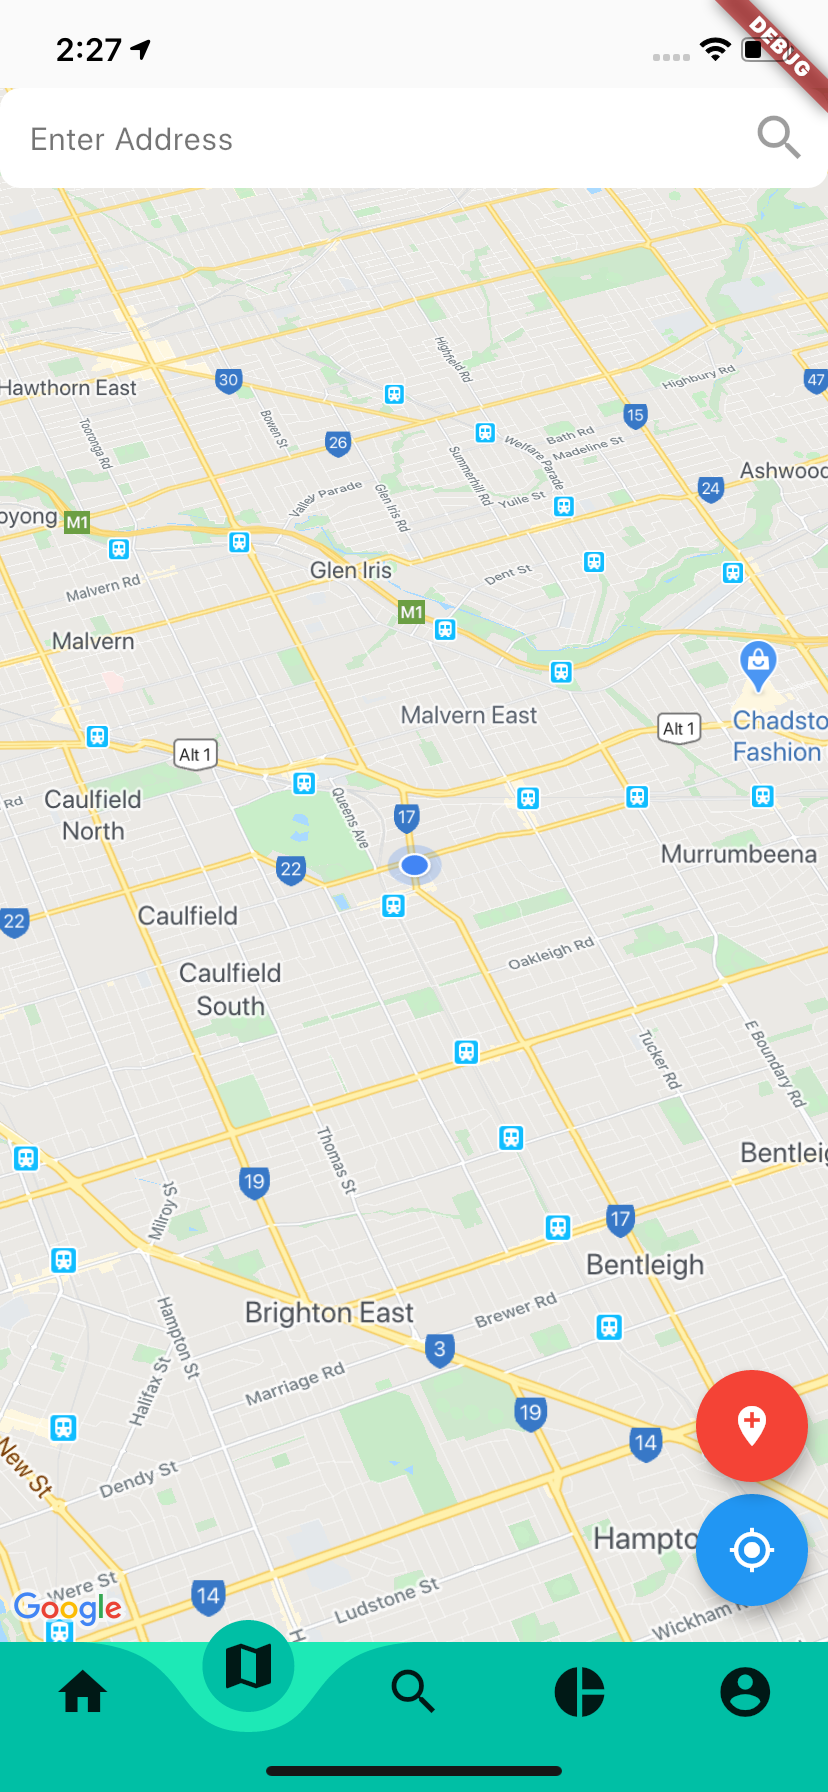 2:27
DEBUG
Enter Address
Highfield Rd
Highbury Rd
30
47
Hawthorn East
Tooronga Rd
Bowen St
15
26
Bath Rd
Madeline St
Welfare Parade
Summerhill Rd
Ashwood
24
Valley Parade
Glen Iris Rd
Yulle St
oyong
M1
Glen Iris
Dent St
Malvern Rd
M1
Malvern
Malvern East
Chadsto
Fashion
Alt 1
Alt 1
Rd
Caulfield
North
Queens Ave
17
22
Murrumbeena
22
Caulfield
Oakleigh Rd
Caulfield
South
Tucker Rd
E Boundary Rd
Thomas St
Bentleig
19
Milroy St
17
Bentleigh
Brighton East
Brewer Rd
Hampton St
3
Halifax St
Marriage Rd
19
14
New St
Dendy St
Hampto
Were St
14
Google
Ludstone St
Wickham R
H